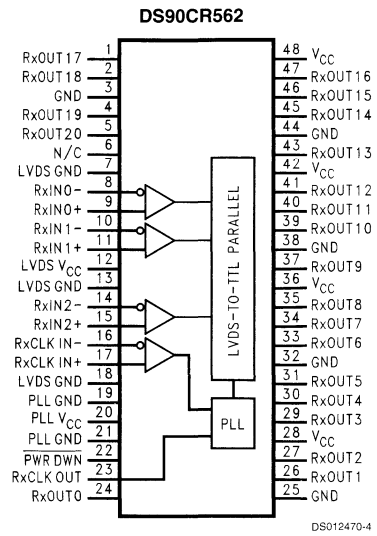 DS90CR562
RxOUT17 1
RxOUT18 2
GND 3
RxOUT19 4
RxOUT20 5
N/C 6
LVDS GND 7
RxIN0- 8
RxIN0+ 9
RxIN1- 10
RxIN1+ 11
LVDS VCC 12
LVDS GND 13
RxIN2- 14
RxIN2+ 15
RxCLK IN- 16
RxCLK IN+ 17
LVDS GND 18
PLL GND 19
PLL VCC 20
PLL GND 21
PWR DWN 22
RxCLK OUT 23
RxOUT0 24
LVDS-TO-TTL PARALLEL
PLL
48 VCC
47 RxOUT16
46 RxOUT15
45 RxOUT14
44 GND
43 RxOUT13
42 VCC
41 RxOUT12
40 RxOUT11
39 RxOUT10
38 GND
37 RxOUT9
36 VCC
35 RxOUT8
34 RxOUT7
33 RxOUT6
32 GND
31 RxOUT5
30 RxOUT4
29 RxOUT3
28 VCC
27 RxOUT2
26 RxOUT1
25 GND
DS012470-4